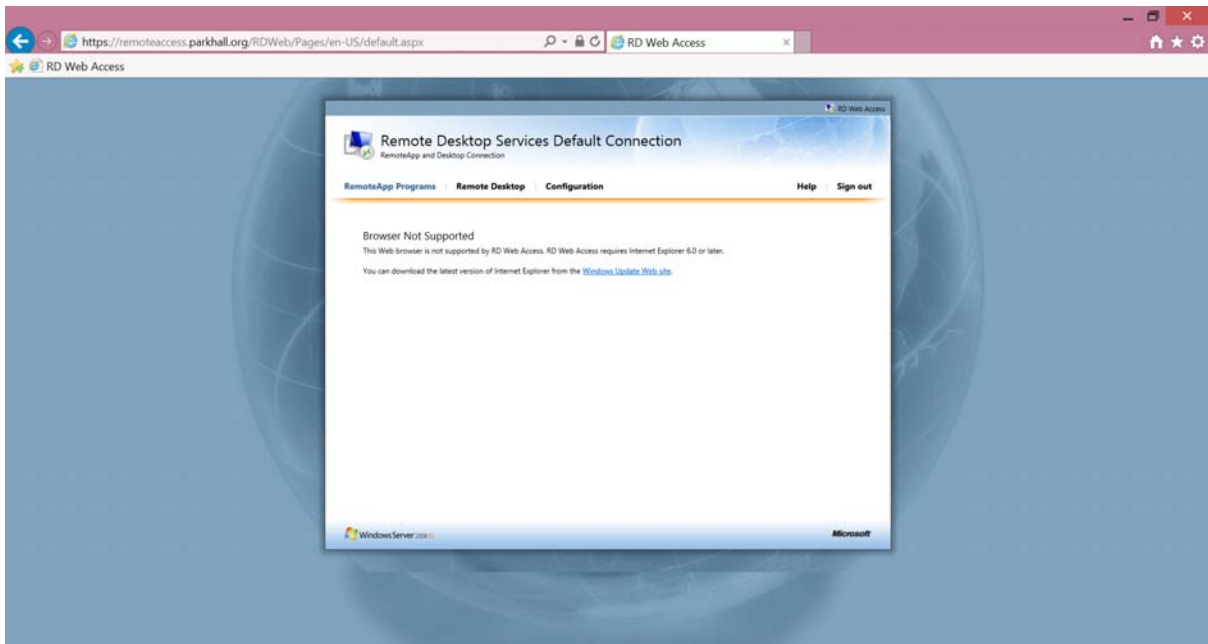 https://remoteaccess.parkhall.org/RDWeb/Pages/en-US/default.aspx
RD Web Access
RD Web Access
RD Web Access
Remote Desktop Services Default Connection
RemoteApp and Desktop Connection
RemoteApp Programs Remote Desktop Configuration Help Sign out
Browser Not Supported
This Web browser is not supported by RD Web Access. RD Web Access requires Internet Explorer 6.0 or later.
You can download the latest version of Internet Explorer from the Windows Update Web site.
Windows Server 2008 R2 Microsoft